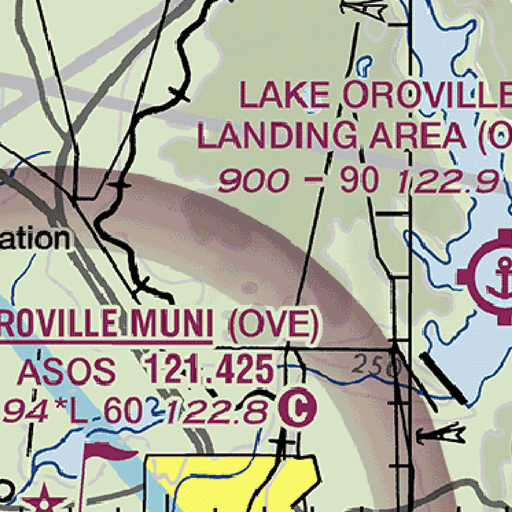 LAKE OROVILLE
LANDING AREA (O
900 – 90 122.9
ation
ROVILLE MUNI (OVE)
ASOS 121.425
250
94 *L 60 122.8 C